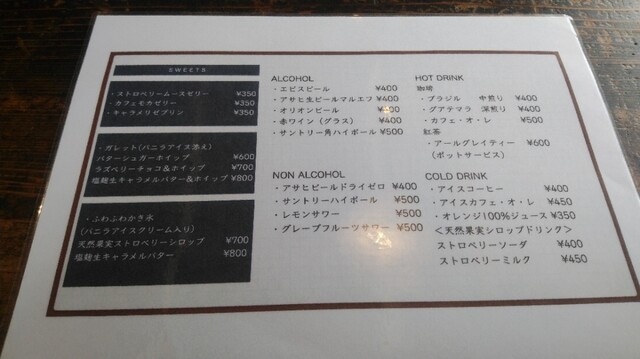 SWEETS
・ストロベリームースゼリー ¥350
・カフェモカゼリー ¥350
・キャラメリゼプリン ¥350
・ガレット(バニラアイス添え)
バターシュガーホイップ ¥600
ラズベリーチョコ&ホイップ ¥700
塩麹生キャラメルバター&ホイップ ¥800
・ふわふわかき氷
(バニラアイスクリーム入り)
天然果実ストロベリーシロップ ¥700
塩麹生キャラメルバター ¥800
ALCOHOL
・エビスビール ¥400
・アサヒ生ビールマルエフ ¥400
・オリオンビール
・赤ワイン(グラス) ¥400
・サントリー角ハイボール ¥500
NON ALCOHOL
・アサヒビールドライゼロ ¥400
・サントリーハイボール ¥500
・レモンサワー ¥500
・グレープフルーツサワー ¥500
HOT DRINK
珈琲
・ブラジル 中煎り ¥400
・グアテマラ 深煎り ¥400
・カフェ・オ・レ ¥500
紅茶
・アールグレイティー ¥600
(ポットサービス)
COLD DRINK
・アイスコーヒー ¥400
・アイスカフェ・オ・レ ¥450
・オレンジ100%ジュース ¥350
<天然果実シロップドリンク>
ストロベリーソーダ ¥400
ストロベリーミルク ¥450